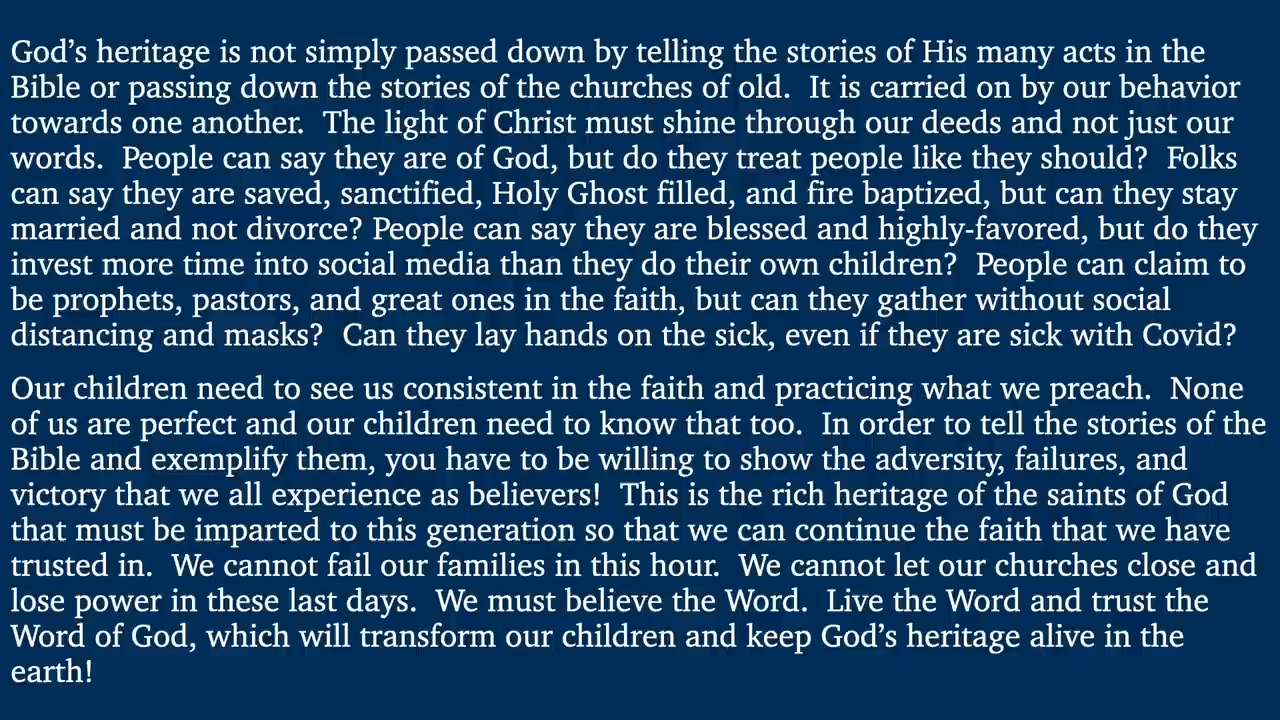 God’s heritage is not simply passed down by telling the stories of His many acts in the
Bible or passing down the stories of the churches of old.  It is carried on by our behavior
towards one another.  The light of Christ must shine through our deeds and not just our
words.  People can say they are of God, but do they treat people like they should?  Folks
can say they are saved, sanctified, Holy Ghost filled, and fire baptized, but can they stay
married and not divorce? People can say they are blessed and highly-favored, but do they
invest more time into social media than they do their own children?  People can claim to
be prophets, pastors, and great ones in the faith, but can they gather without social
distancing and masks?  Can they lay hands on the sick, even if they are sick with Covid?
Our children need to see us consistent in the faith and practicing what we preach.  None
of us are perfect and our children need to know that too.  In order to tell the stories of the
Bible and exemplify them, you have to be willing to show the adversity, failures, and
victory that we all experience as believers!  This is the rich heritage of the saints of God
that must be imparted to this generation so that we can continue the faith that we have
trusted in.  We cannot fail our families in this hour.  We cannot let our churches close and
lose power in these last days.  We must believe the Word.  Live the Word and trust the
Word of God, which will transform our children and keep God’s heritage alive in the
earth!